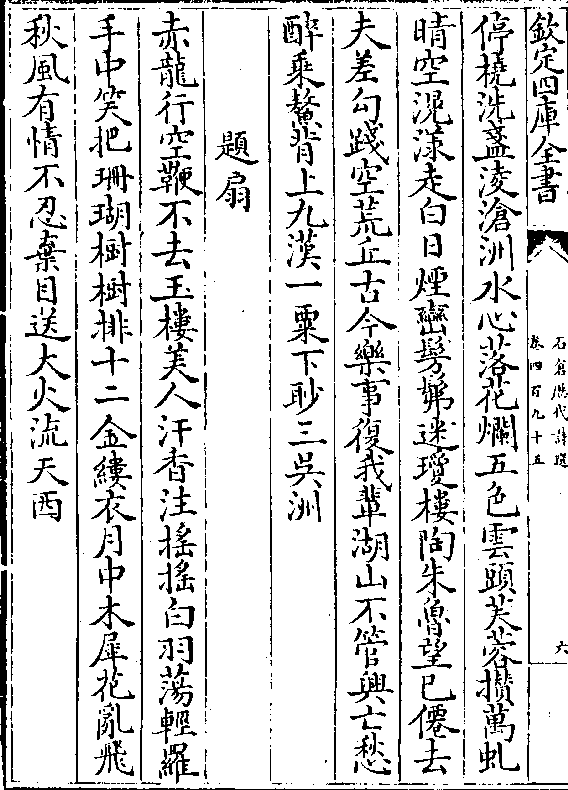 欽定四庫全書
石倉歷代詩選
卷四百九十五
六
停橈洗盞淩滄洲水心落花爛五色雲頭芙蓉攢萬虬
晴空滉漾走白日煙巒髣髴迷瓊樓陶朱魯望已僊去
夫差勾踐空荒丘古今樂事復我輩湖山不管興亡愁
醉乘鰲背上九漢一粟下眇三吳洲
題扇
赤龍行空鞭不去玉樓美人汗香注搖搖白羽蕩輕羅
手中笑把珊瑚樹樹排十二金縷衣月中木犀花亂飛
秋風有情不忍棄目送大火流天西